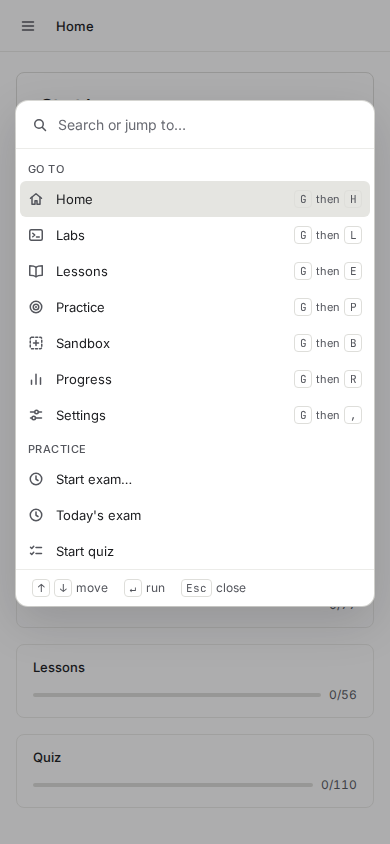 Home
Search or jump to...
GO TO
Home G then H
Labs G then L
Lessons G then E
Practice G then P
Sandbox G then B
Progress G then R
Settings G then ,
PRACTICE
Start exam...
Today's exam
Start quiz
↑ ↓ move ↵ run Esc close
Lessons
0/56
Quiz
0/110